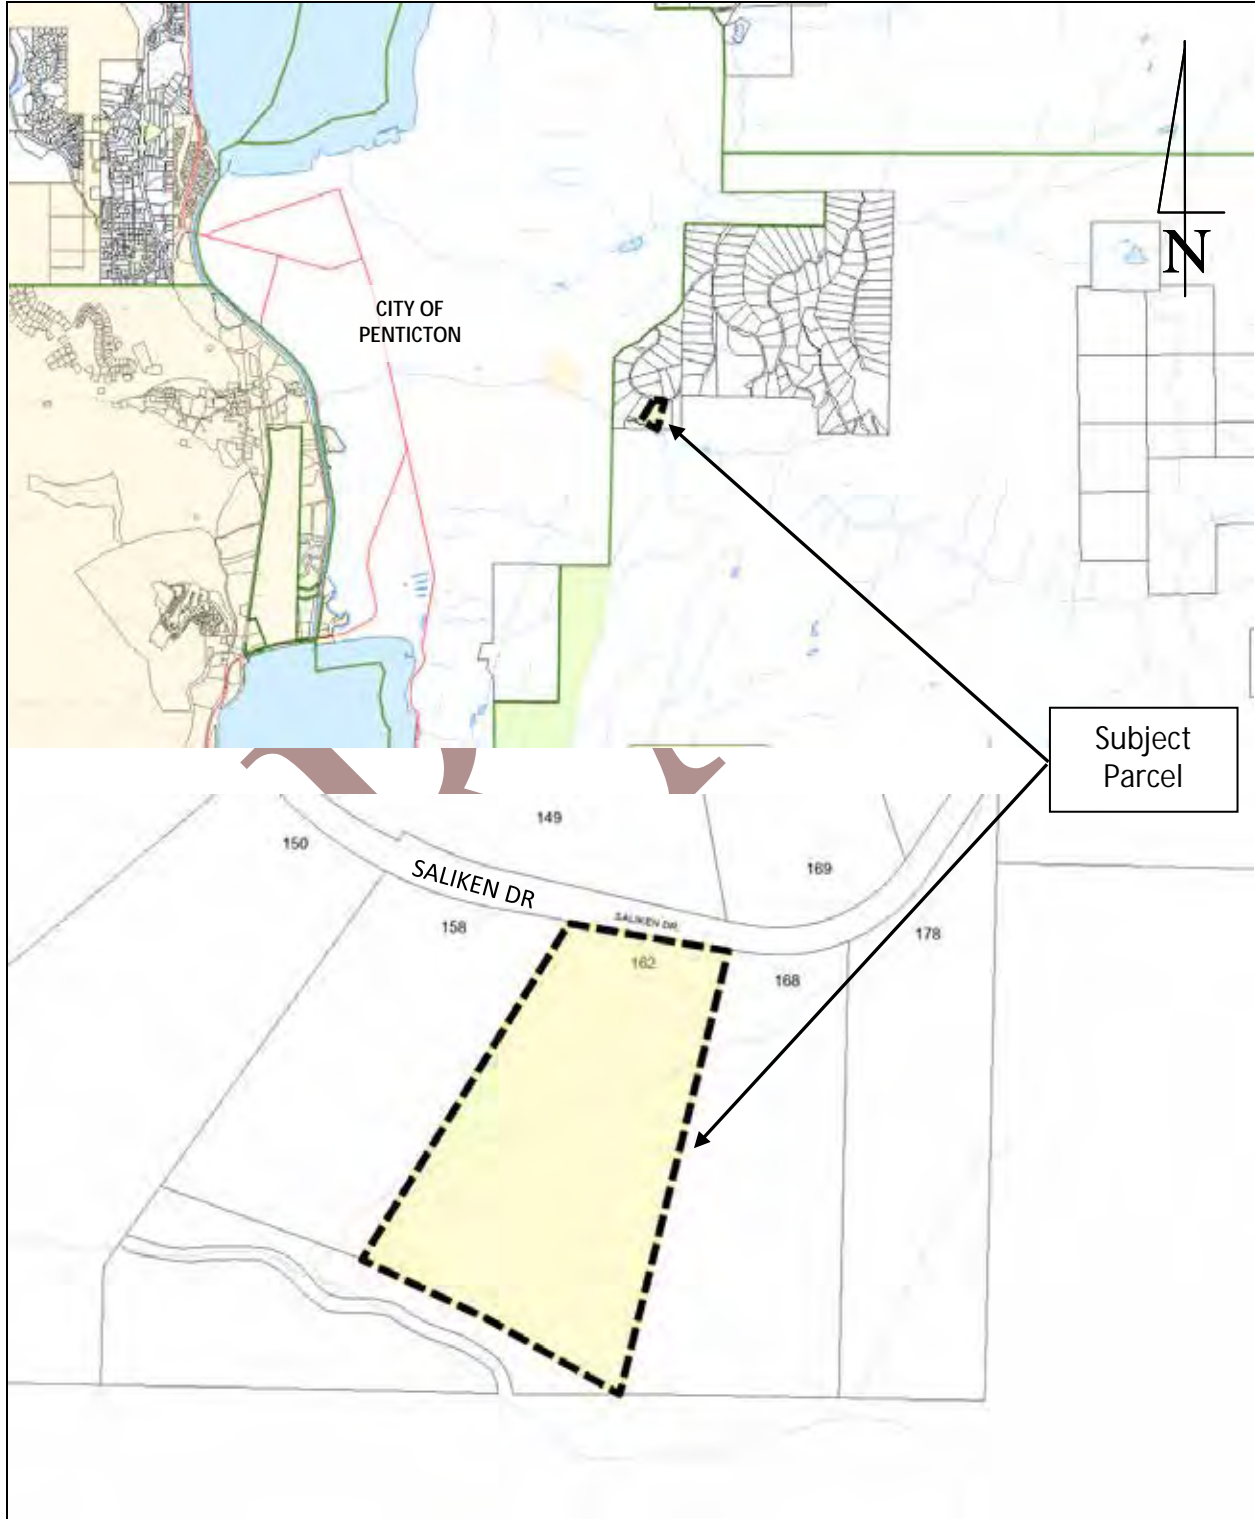 CITY OF
PENTICTON
N
Subject
Parcel
149
150
169
SALIKEN DR
SALIKEN DR.
158
178
162
168